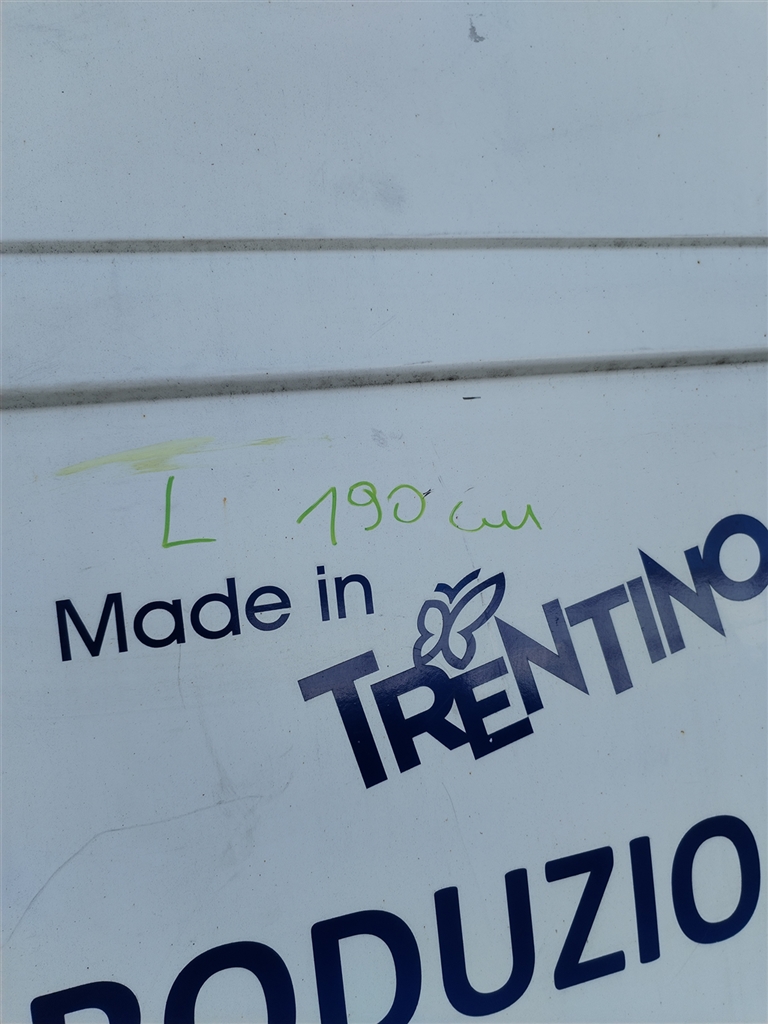 L 190 cm
Made in
TRENTINO
RODUZIO